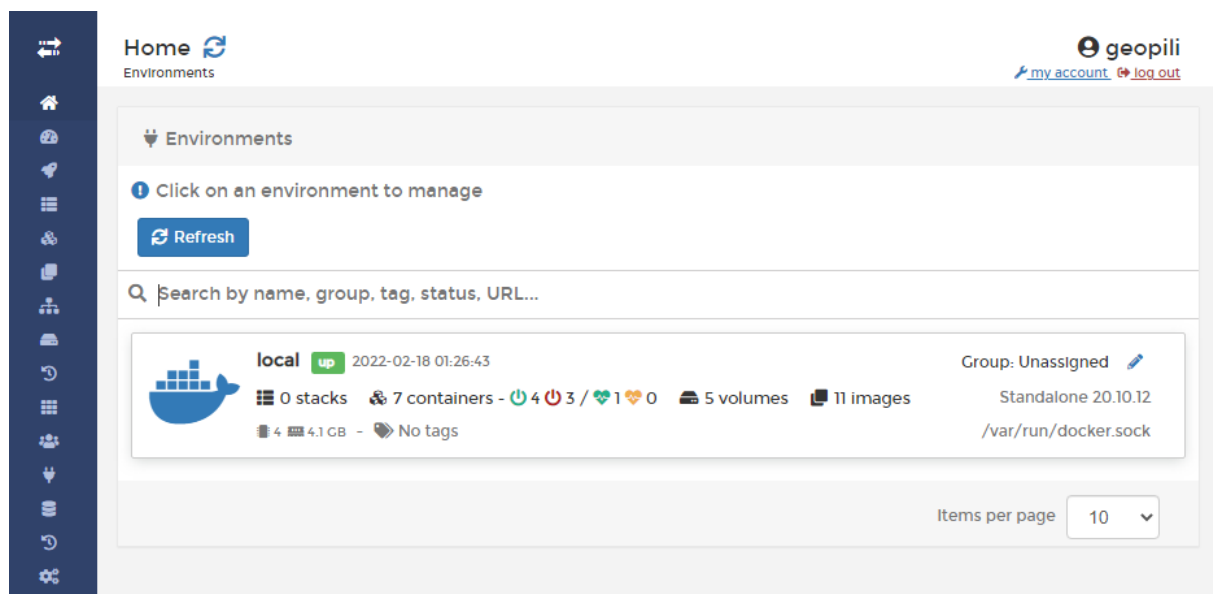 Home
geopili
Environments
my account log out
Environments
Click on an environment to manage
Refresh
Search by name, group, tag, status, URL...
local up 2022-02-18 01:26:43
Group: Unassigned
0 stacks 7 containers - 4 3 / 1 0 5 volumes 11 images
Standalone 20.10.12
4 4.1 GB - No tags
/var/run/docker.sock
Items per page 10